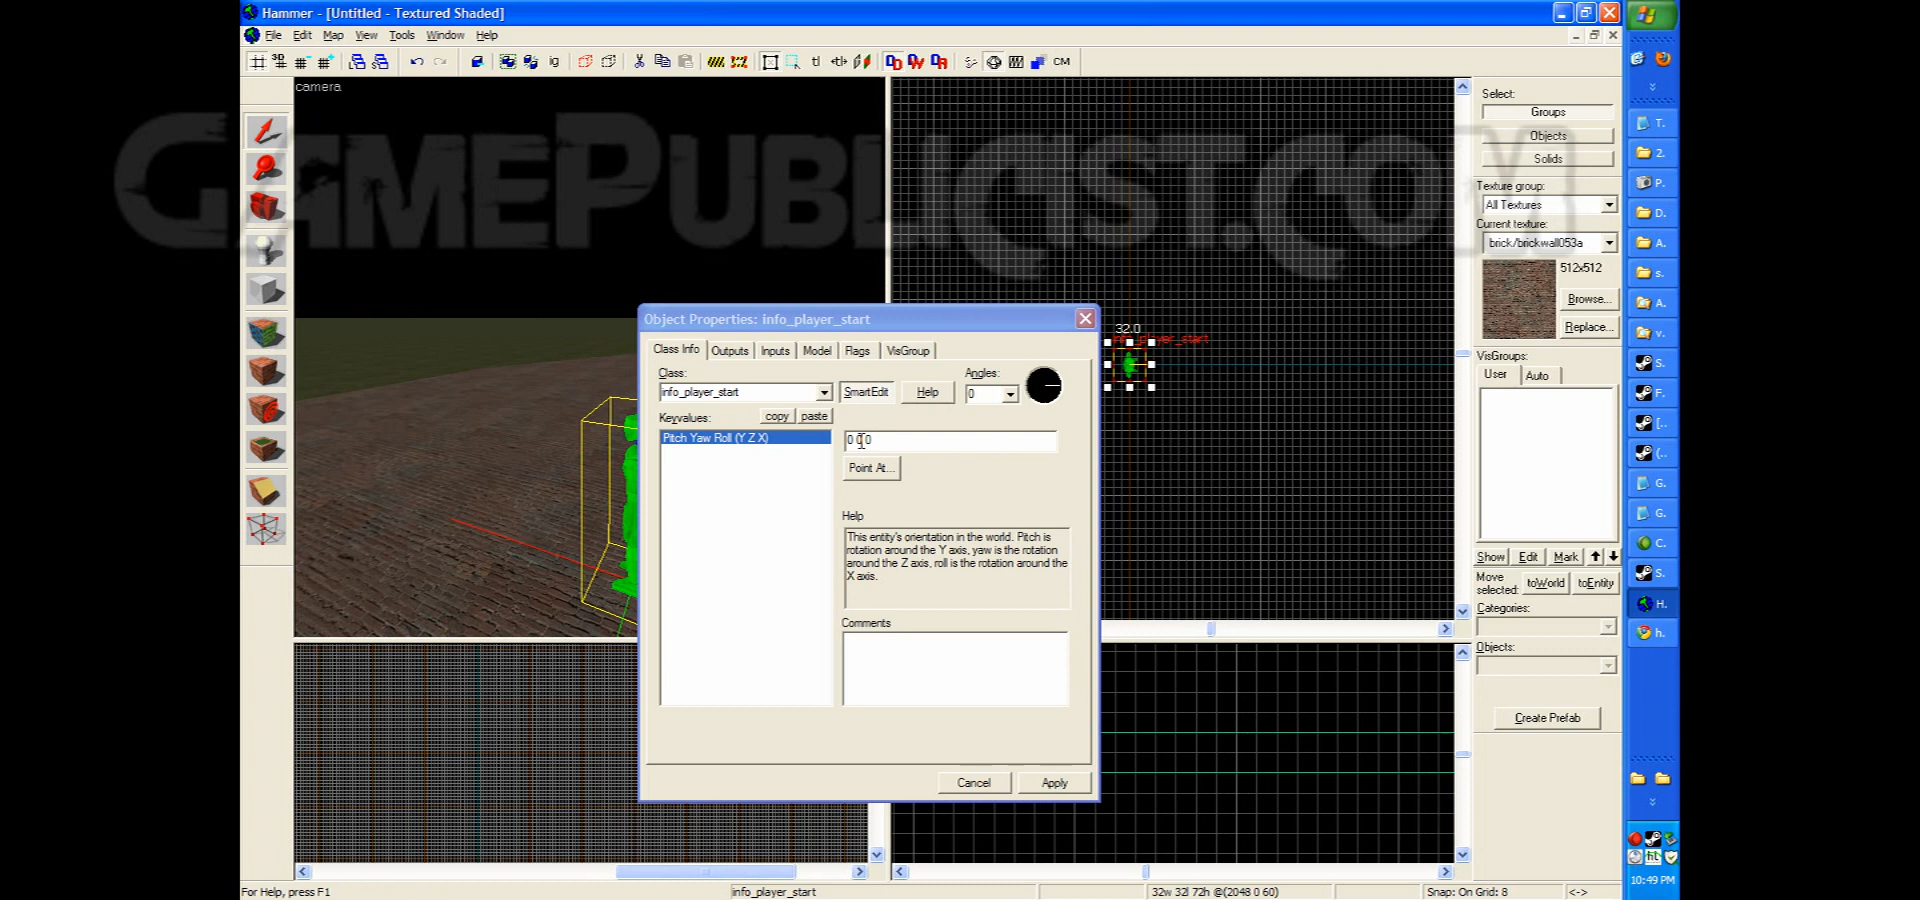 Hammer - [Untitled - Textured Shaded]
File Edit Map View Tools Window Help
3D
ig
tl
CM
camera
GAMEPUBLICIST.COM
Select:
Groups
Objects
Solids
Texture group:
All Textures
Current texture:
brick/brickwall053a
512x512
Browse...
Replace...
VisGroups:
User Auto
Show Edit Mark
Move selected:
toWorld toEntity
Categories:
Objects:
Create Prefab
32.0
info_player_start
Object Properties: info_player_start
Class Info Outputs Inputs Model Flags VisGroup
Class:
info_player_start
SmartEdit
Help
Angles:
0
Keyvalues:
copy
paste
Pitch Yaw Roll (Y Z X)
0 0 0
Point At...
Help
This entity's orientation in the world. Pitch is
rotation around the Y axis, yaw is the rotation
around the Z axis, roll is the rotation around the
X axis.
Comments
Cancel
Apply
T.
2.
P.
D.
A.
s.
A.
v.
S.
F.
[..
(..
G.
G.
C.
S.
H.
h.
10:49 PM
For Help, press F1
info_player_start
32w 32l 72h @(2048 0 60)
Snap: On Grid: 8
<->